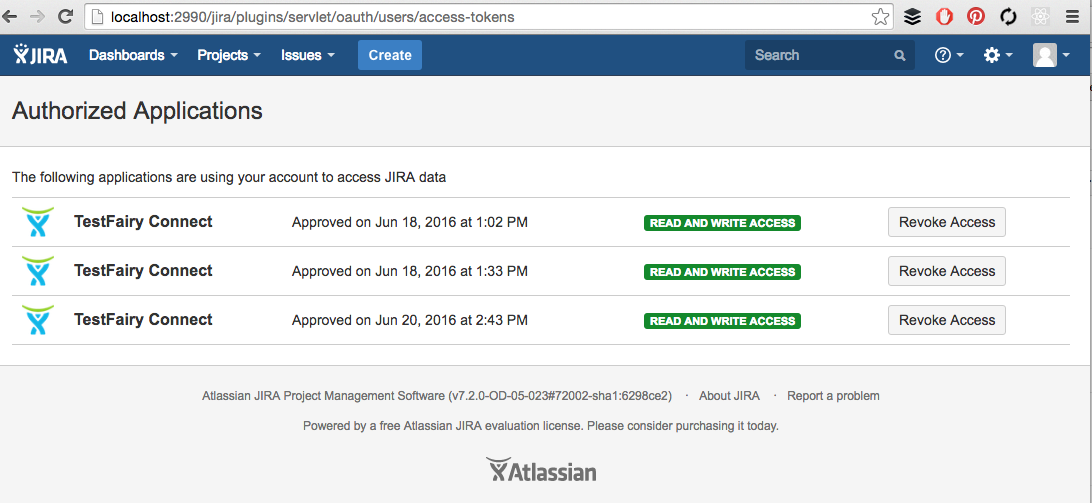 localhost:2990/jira/plugins/servlet/oauth/users/access-tokens
JIRA Dashboards Projects Issues Create Search
Authorized Applications
The following applications are using your account to access JIRA data
TestFairy Connect Approved on Jun 18, 2016 at 1:02 PM READ AND WRITE ACCESS Revoke Access
TestFairy Connect Approved on Jun 18, 2016 at 1:33 PM READ AND WRITE ACCESS Revoke Access
TestFairy Connect Approved on Jun 20, 2016 at 2:43 PM READ AND WRITE ACCESS Revoke Access
Atlassian JIRA Project Management Software (v7.2.0-OD-05-023#72002-sha1:6298ce2) · About JIRA · Report a problem
Powered by a free Atlassian JIRA evaluation license. Please consider purchasing it today.
Atlassian